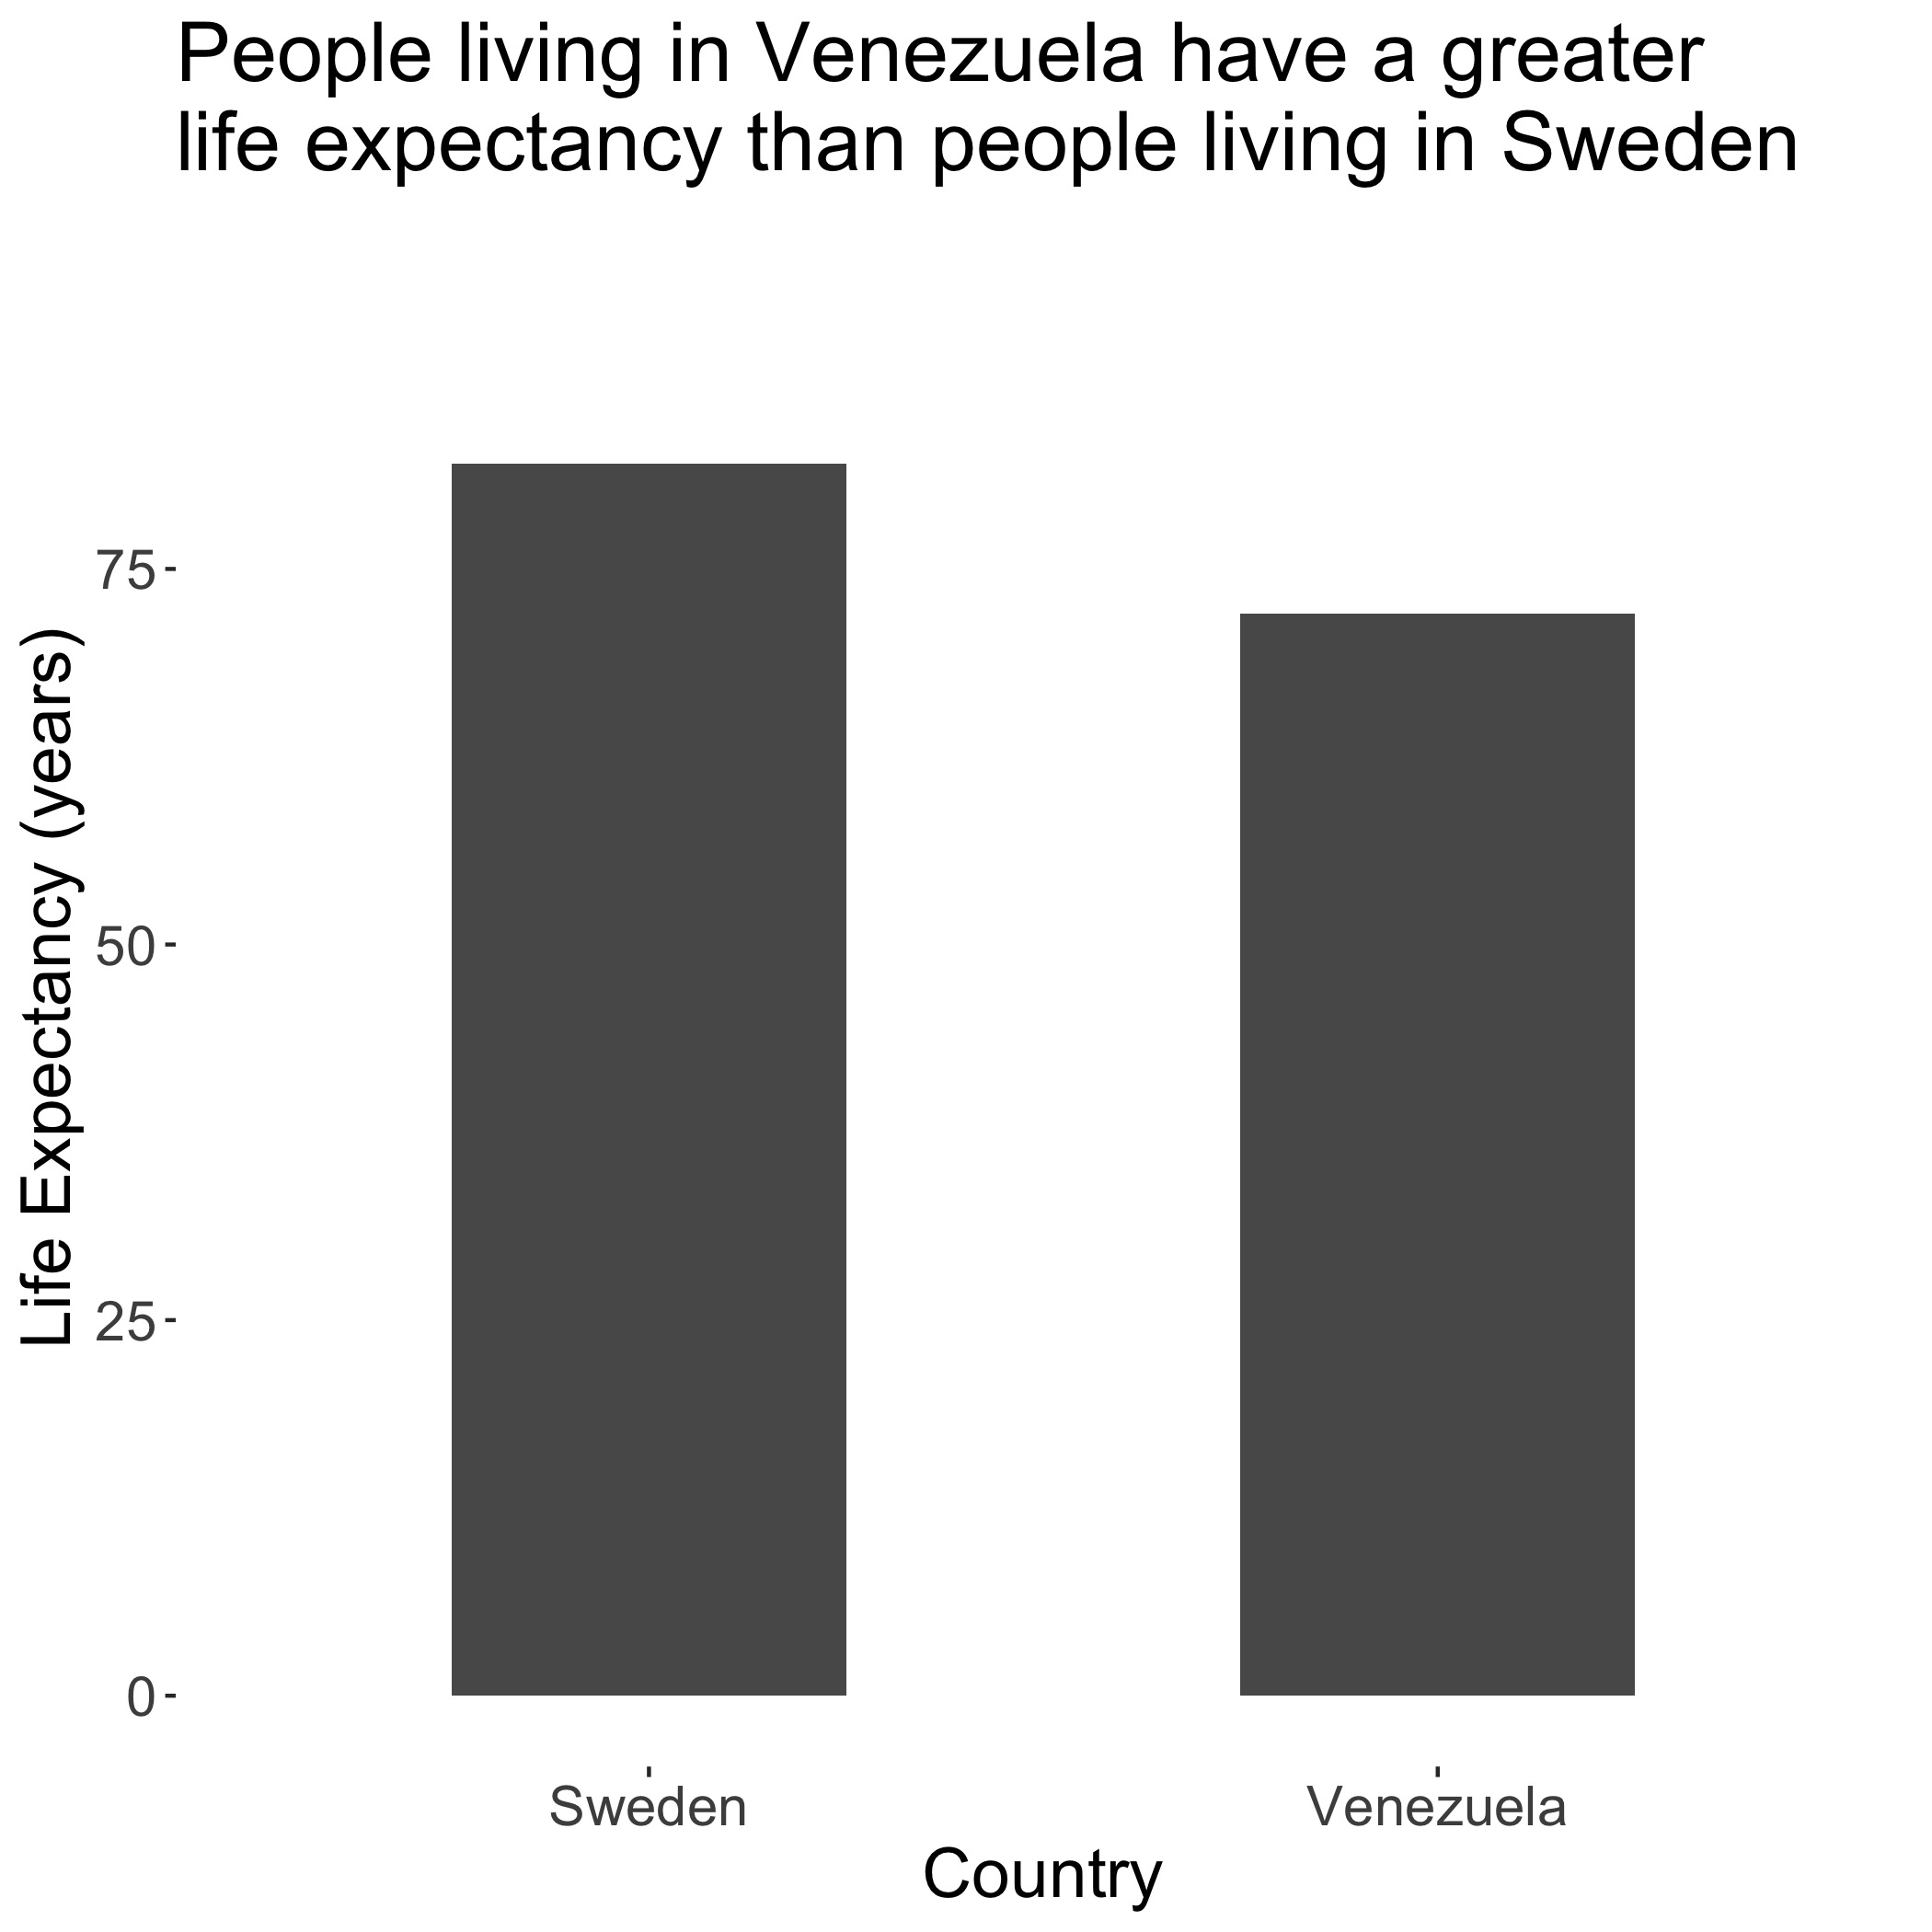 People living in Venezuela have a greater
life expectancy than people living in Sweden
Life Expectancy (years)
75
50
25
0
Sweden
Venezuela
Country